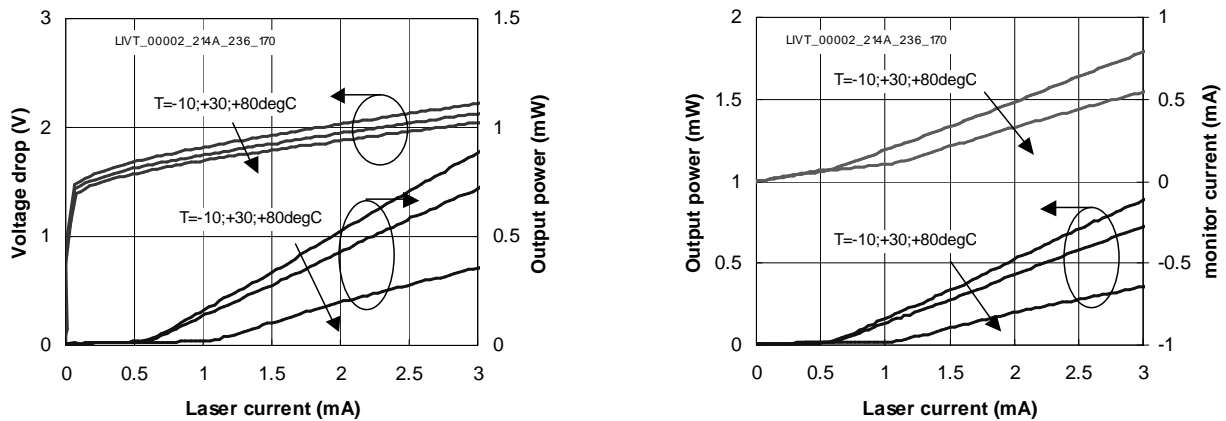 3
2
1
0
Voltage drop (V)
LIVT_00002_214A_236_170
T=-10;+30;+80degC
T=-10;+30;+80degC
1.5
1
0.5
0
Output power (mW)
0 0.5 1 1.5 2 2.5 3
Laser current (mA)
2
1.5
1
0.5
0
Output power (mW)
LIVT_00002_214A_236_170
T=-10;+30;+80degC
T=-10;+30;+80degC
1
0.5
0
-0.5
-1
monitor current (mA)
0 0.5 1 1.5 2 2.5 3
Laser current (mA)